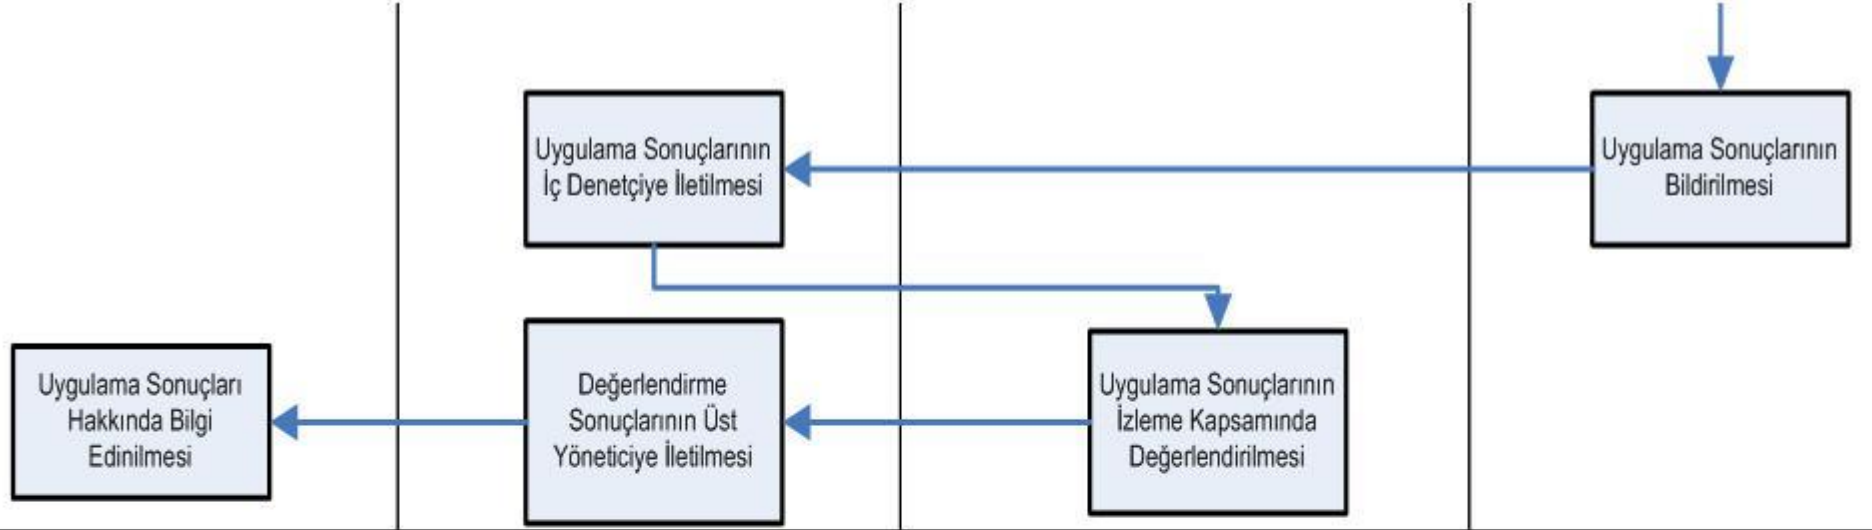 Uygulama Sonuçlarının
İç Denetçiye İletilmesi
Uygulama Sonuçlarının
Bildirilmesi
Uygulama Sonuçları
Hakkında Bilgi
Edinilmesi
Değerlendirme
Sonuçlarının Üst
Yöneticiye İletilmesi
Uygulama Sonuçlarının
İzleme Kapsamında
Değerlendirilmesi